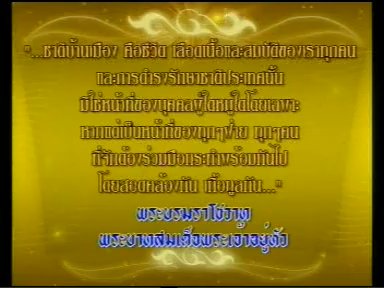 "...ชาติบ้านเมือง คือชีวิต เลือดเนื้อและสมบัติของเราทุกคน
และการดำรงรักษาชาติประเทศนั้น
มิใช่หน้าที่ของบุคคลผู้ใดหมู่ใดโดยเฉพาะ
หากแต่เป็นหน้าที่ของทุกๆฝ่าย ทุกๆคน
ที่จะต้องร่วมมือกระทำพร้อมกันไป
โดยสอดคล้องกัน เกื้อกูลกัน..."
พระบรมราโชวาท
พระบาทสมเด็จพระเจ้าอยู่หัว